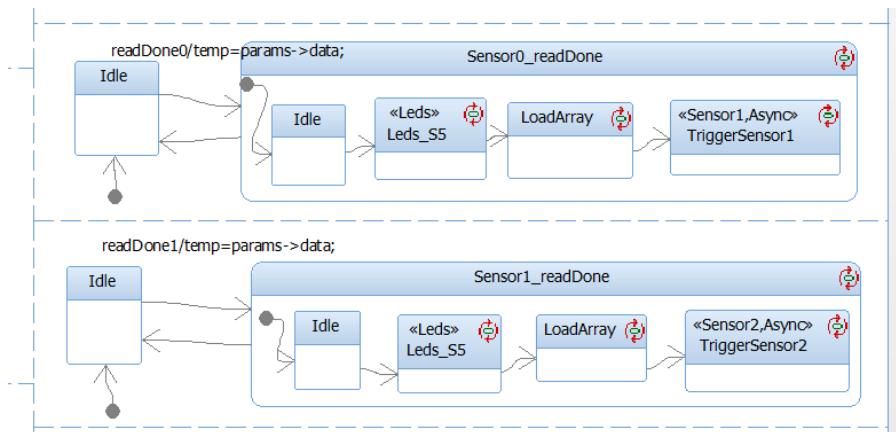 readDone0/temp=params->data;
Sensor0_readDone
Idle
Idle
«Leds»
Leds_S5
LoadArray
«Sensor1,Async»
TriggerSensor1
readDone1/temp=params->data;
Sensor1_readDone
Idle
Idle
«Leds»
Leds_S5
LoadArray
«Sensor2,Async»
TriggerSensor2